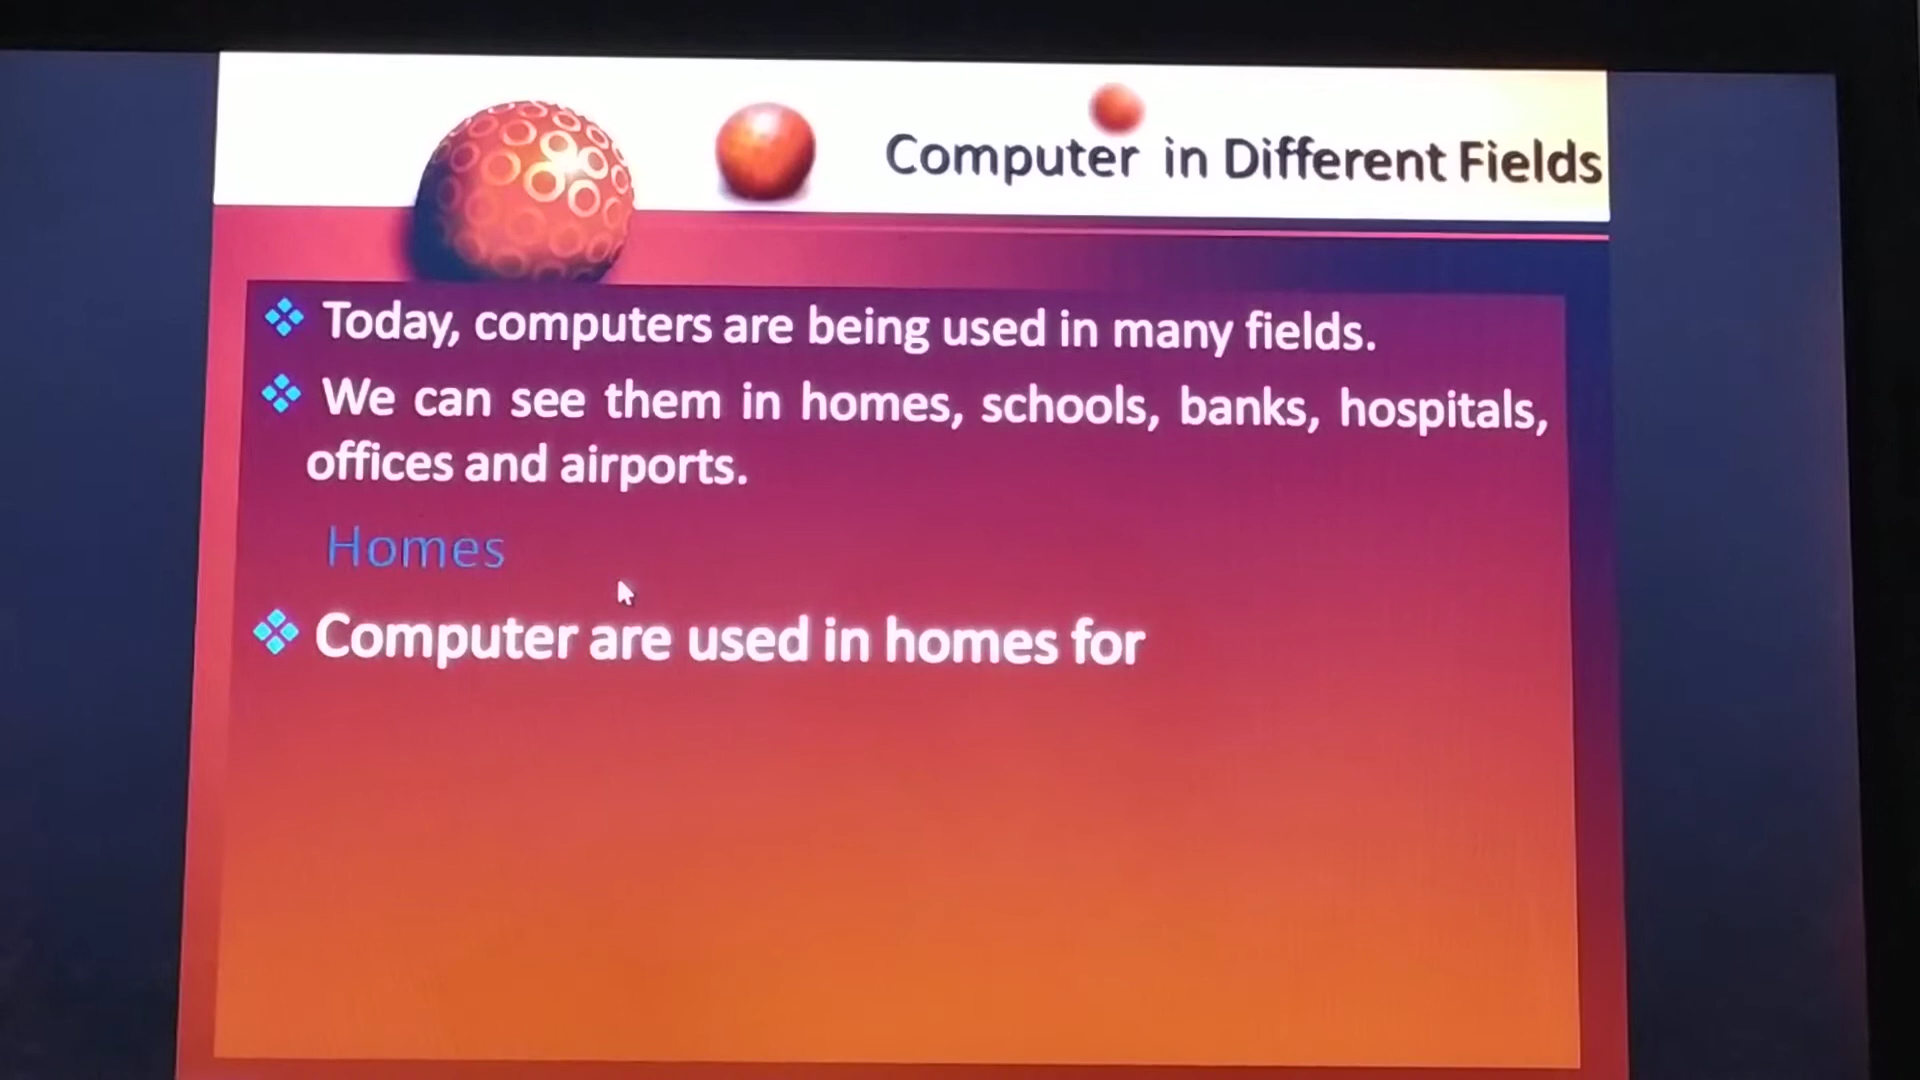 Computer in Different Fields
Today, computers are being used in many fields.
We can see them in homes, schools, banks, hospitals,
offices and airports.
Homes
Computer are used in homes for